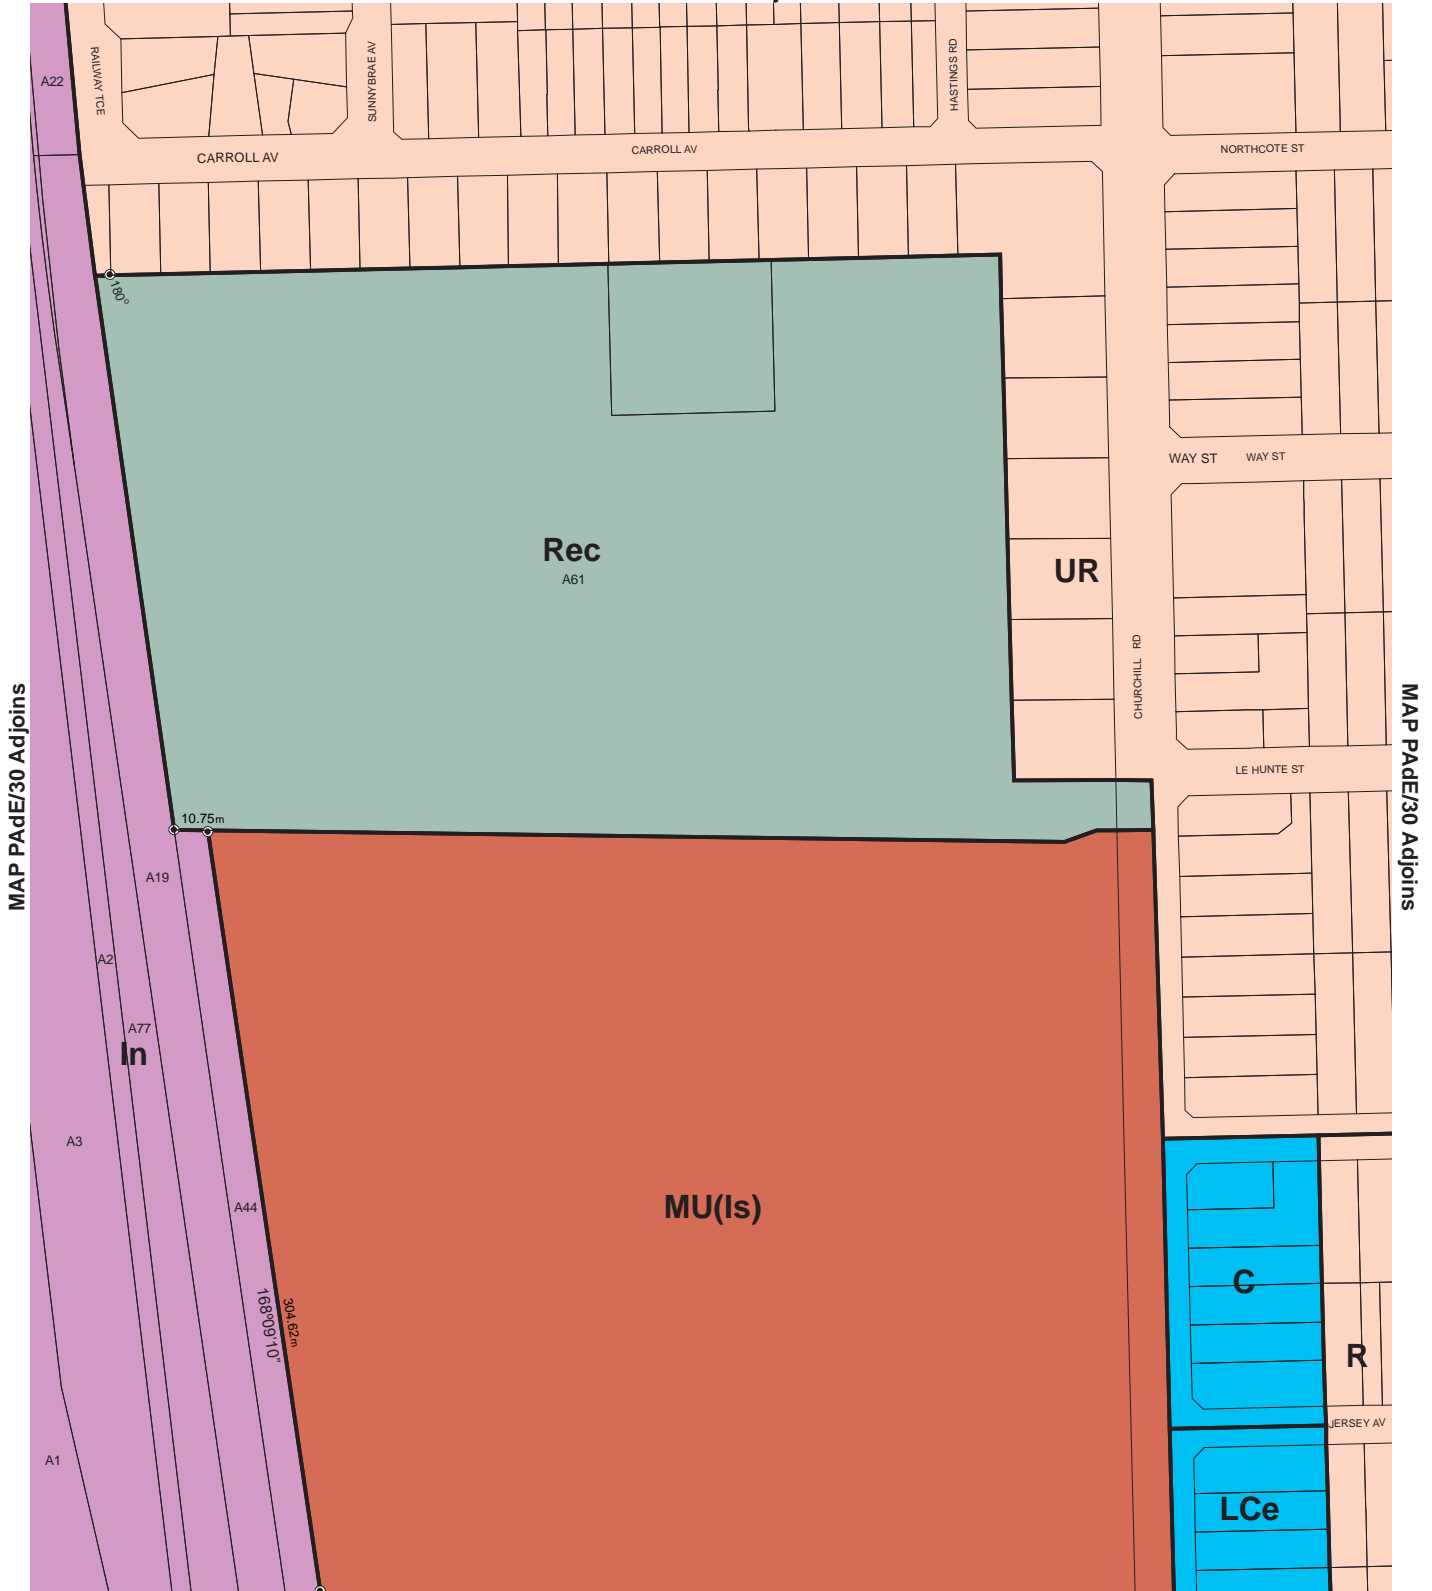 RAILWAY TCE
SUNNYBRAE AV
HASTINGS RD
A22
CARROLL AV
CARROLL AV
NORTHCOTE ST
180°
WAY ST
WAY ST
Rec
A61
UR
CHURCHILL RD
MAP PAdE/30 Adjoins
MAP PAdE/30 Adjoins
LE HUNTE ST
10.75m
A19
A2
A77
In
A3
A44
MU(Is)
C
168°09'10"
304.62m
R
JERSEY AV
A1
LCe